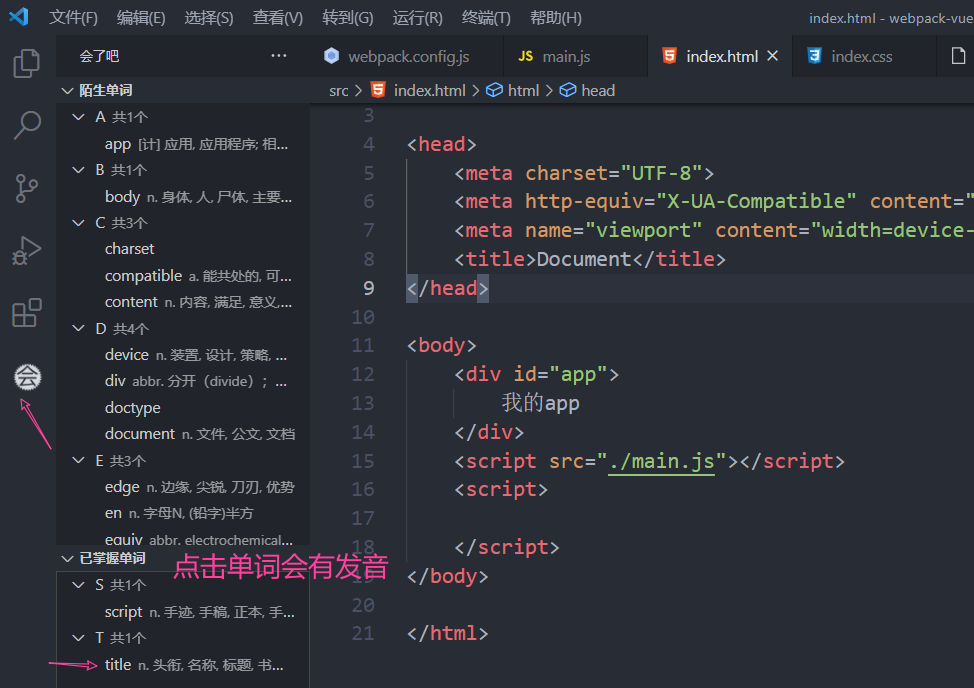 文件(F) 编辑(E) 选择(S) 查看(V) 转到(G) 运行(R) 终端(T) 帮助(H) index.html - webpack-vue
会了吧 ···
webpack.config.js JS main.js index.html index.css
src > index.html > html > head
陌生单词
A 共1个
app [计] 应用, 应用程序; 相...
B 共1个
body n. 身体, 人, 尸体, 主要...
C 共3个
charset
compatible a. 能共处的, 可...
content n. 内容, 满足, 意义,...
D 共4个
device n. 装置, 设计, 策略, ...
div abbr. 分开（divide）；...
doctype
document n. 文件, 公文, 文档
E 共3个
edge n. 边缘, 尖锐, 刀刃, 优势
en n. 字母N, (铅字)半方
equiv abbr. electrochemical...
已掌握单词
S 共1个
script n. 手迹, 手稿, 正本, 手...
T 共1个
title n. 头衔, 名称, 标题, 书...
会
点击单词会有发音
3
4 <head>
5 <meta charset="UTF-8">
6 <meta http-equiv="X-UA-Compatible" content="
7 <meta name="viewport" content="width=device-
8 <title>Document</title>
9 </head>
10
11 <body>
12 <div id="app">
13 我的app
14 </div>
15 <script src="./main.js"></script>
16 <script>
17
18 </script>
19 </body>
20
21 </html>